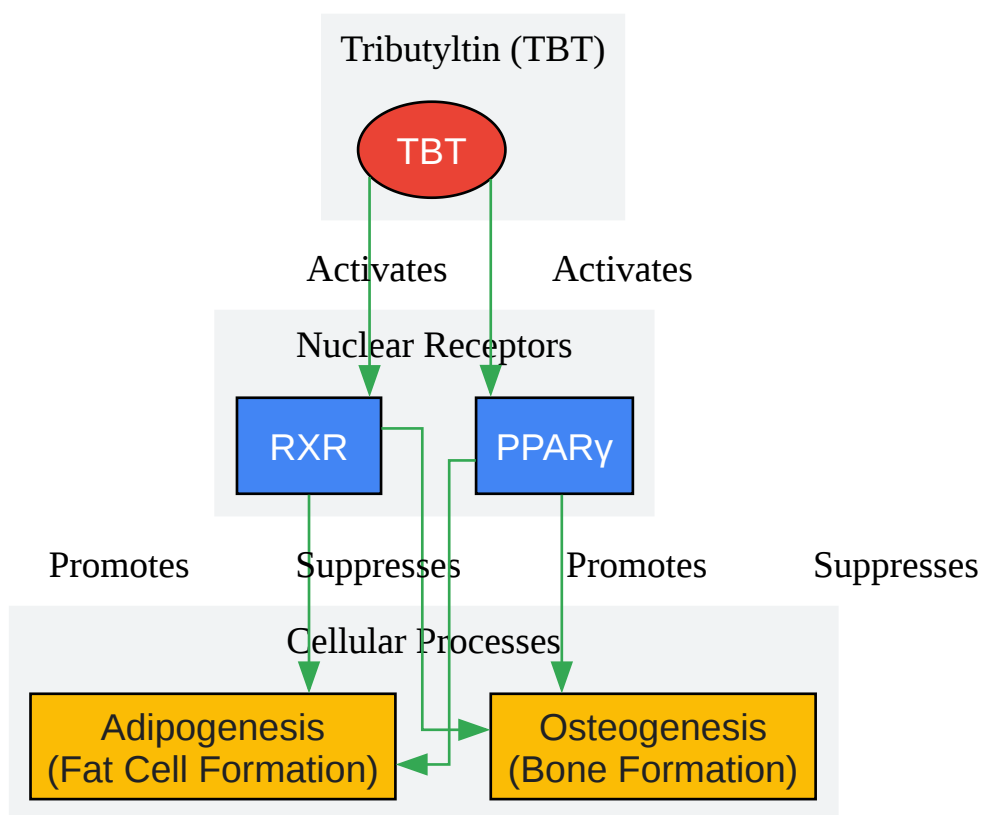 Tributyltin (TBT)
TBT
Activates
Activates
Nuclear Receptors
RXR
PPARγ
Promotes
Suppresses
Promotes
Suppresses
Cellular Processes
Adipogenesis
(Fat Cell Formation)
Osteogenesis
(Bone Formation)